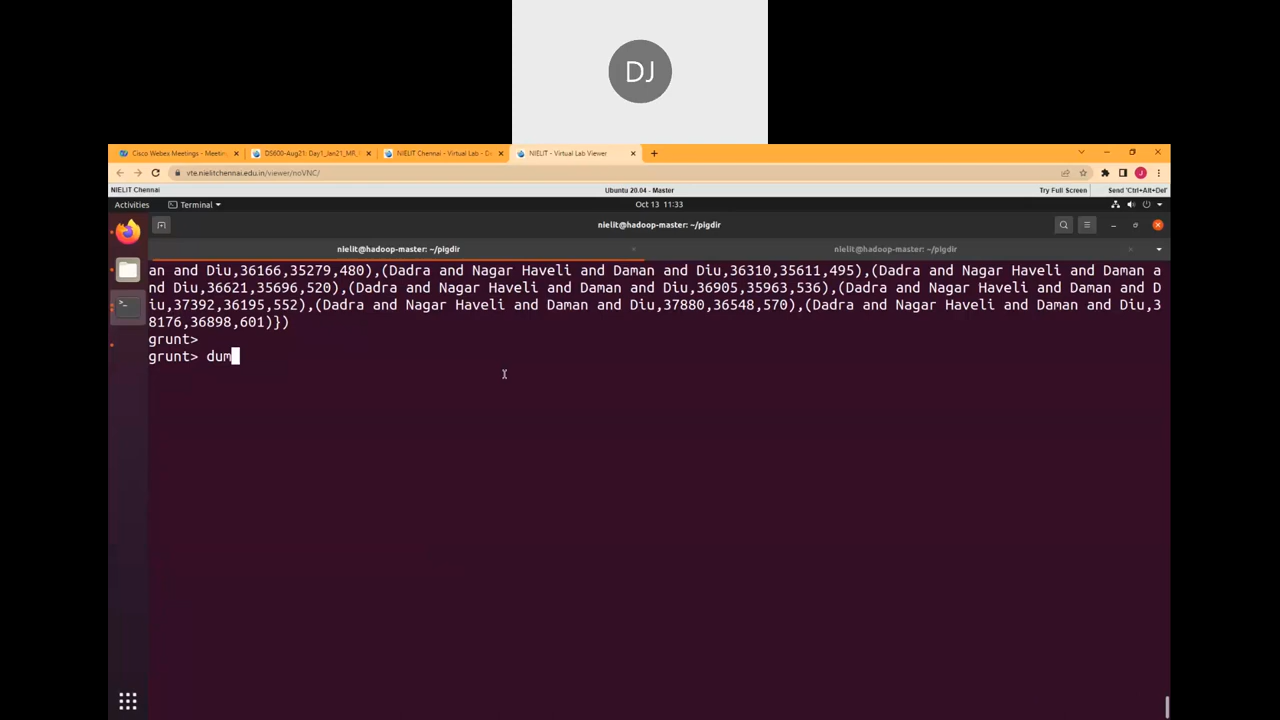 DJ
Cisco Webex Meetings - Meetin
DS600-Aug21: Day1_Jan21_MR,
NIELIT Chennai - Virtual Lab - D
NIELIT - Virtual Lab Viewer
vte.nielitchennai.edu.in/viewer/noVNC/
J
NIELIT Chennai Ubuntu 20.04 - Master Try Full Screen Send 'Ctrl+Alt+Del'
Activities Terminal Oct 13 11:33
nielit@hadoop-master: ~/pigdir
nielit@hadoop-master: ~/pigdir nielit@hadoop-master: ~/pigdir
an and Diu,36166,35279,480),(Dadra and Nagar Haveli and Daman and Diu,36310,35611,495),(Dadra and Nagar Haveli and Daman a
nd Diu,36621,35696,520),(Dadra and Nagar Haveli and Daman and Diu,36905,35963,536),(Dadra and Nagar Haveli and Daman and D
iu,37392,36195,552),(Dadra and Nagar Haveli and Daman and Diu,37880,36548,570),(Dadra and Nagar Haveli and Daman and Diu,3
8176,36898,601)})
grunt>
grunt> dum